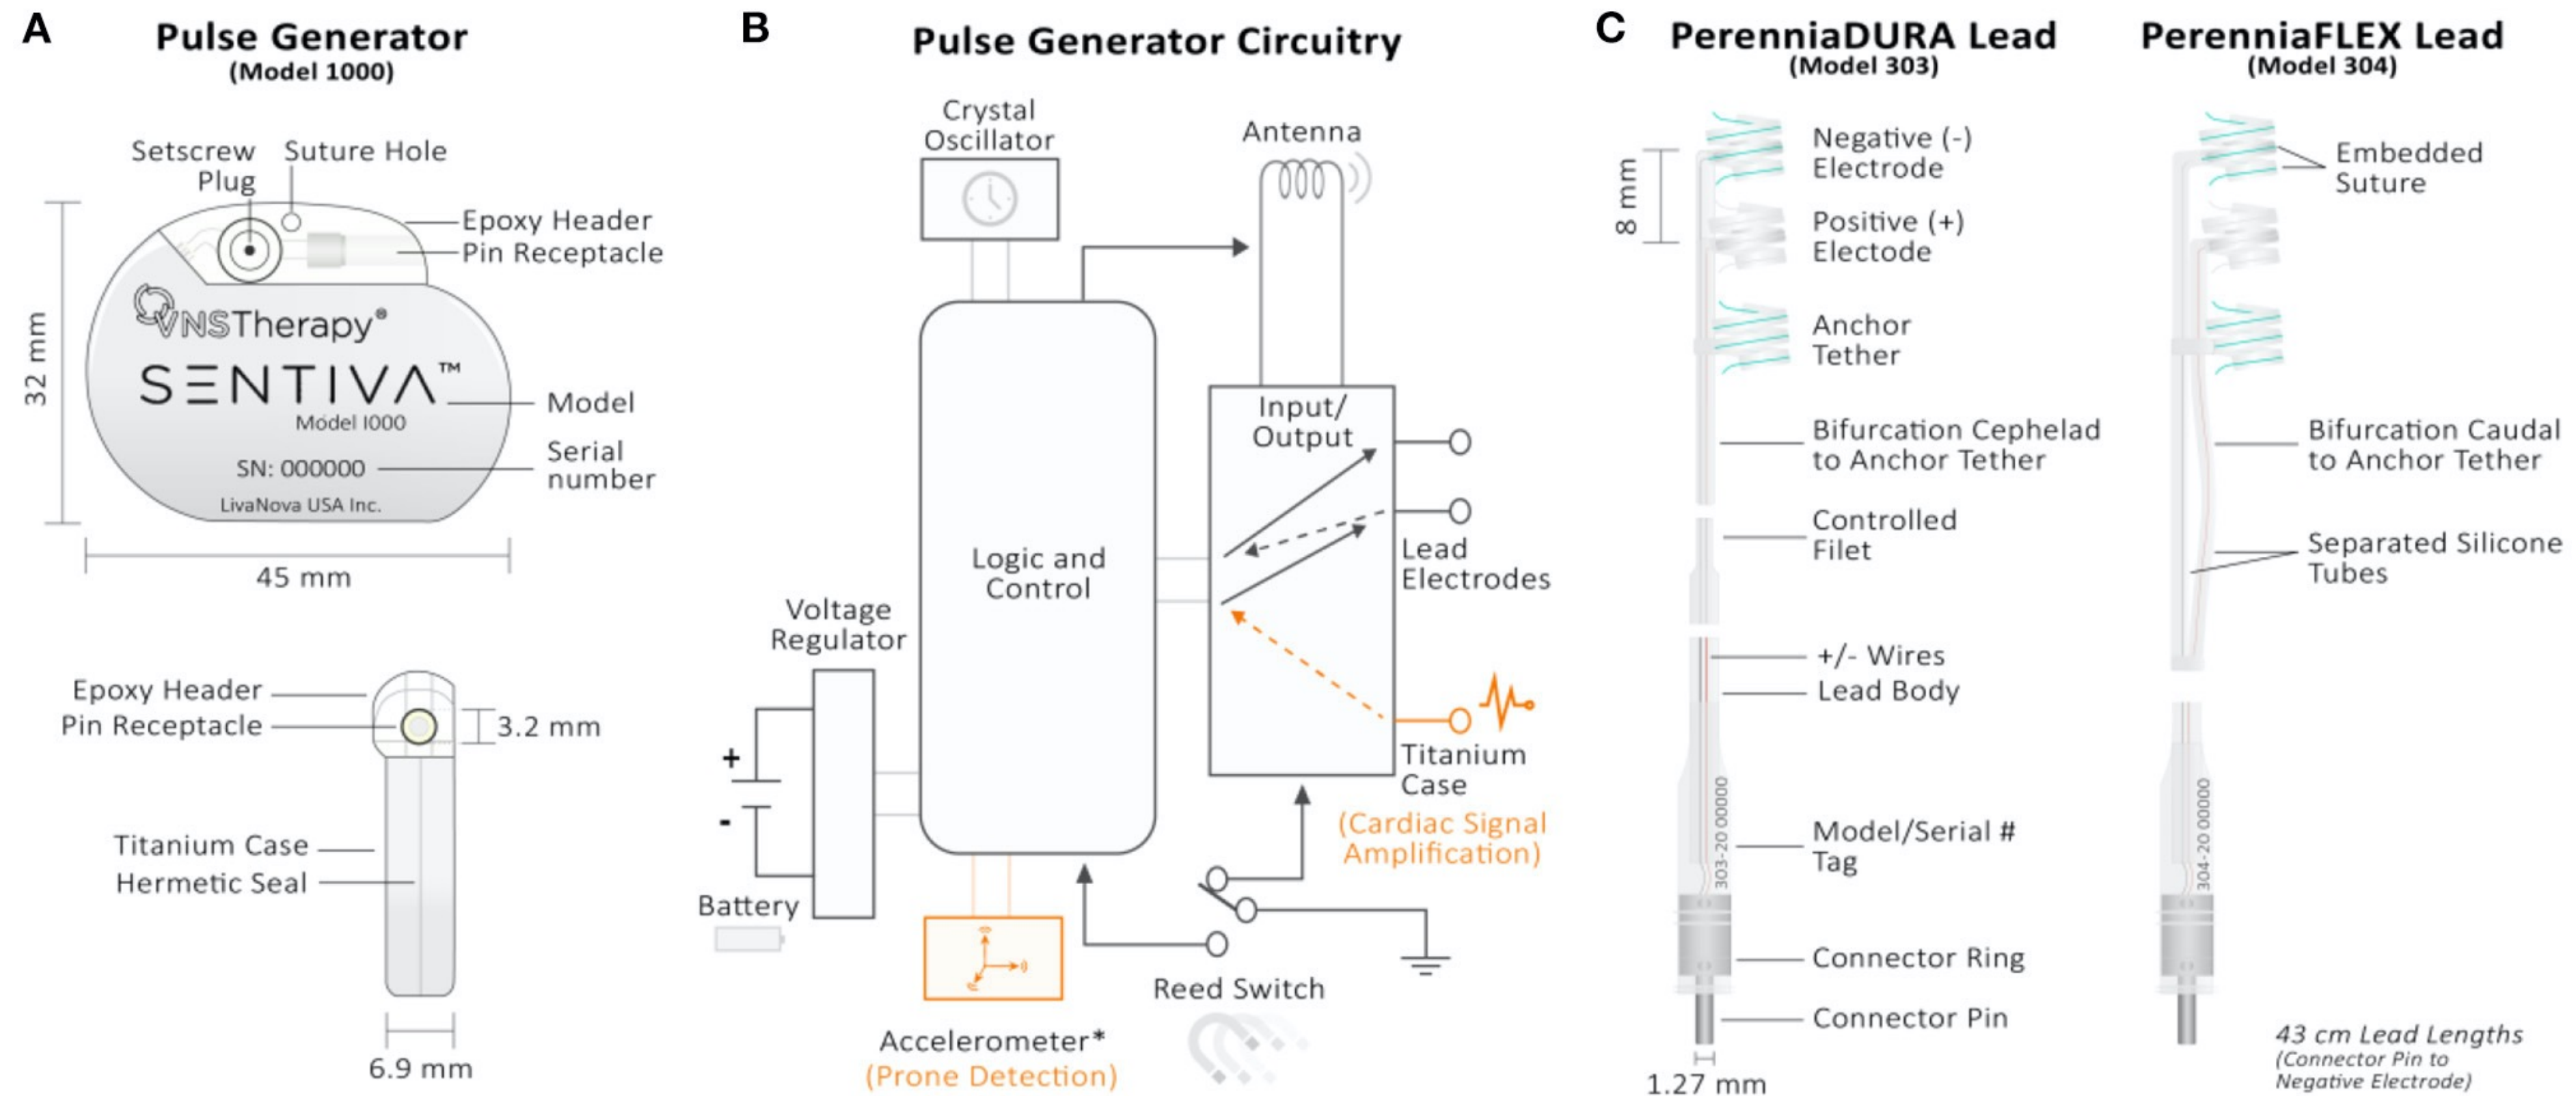 A
Pulse Generator
(Model 1000)
Setscrew
Plug
Suture Hole
Epoxy Header
Pin Receptacle
32 mm
VNSTherapy®
SENTIVA™
Model 1000
Model
SN: 000000
Serial
number
LivaNova USA Inc.
45 mm
Epoxy Header
Pin Receptacle
3.2 mm
Titanium Case
Hermetic Seal
6.9 mm
B
Pulse Generator Circuitry
Crystal
Oscillator
Antenna
Input/
Output
Logic and
Control
Lead
Electrodes
Voltage
Regulator
+
-
Battery
Titanium
Case
(Cardiac Signal
Amplification)
Reed Switch
Accelerometer*
(Prone Detection)
C
PerenniaDURA Lead
(Model 303)
8 mm
Negative (-)
Electrode
Positive (+)
Electode
Anchor
Tether
Bifurcation Cephelad
to Anchor Tether
Controlled
Filet
+/- Wires
Lead Body
303-20 00000
Model/Serial #
Tag
Connector Ring
Connector Pin
1.27 mm
PerenniaFLEX Lead
(Model 304)
Embedded
Suture
Bifurcation Caudal
to Anchor Tether
Separated Silicone
Tubes
304-20 00000
43 cm Lead Lengths
(Connector Pin to
Negative Electrode)